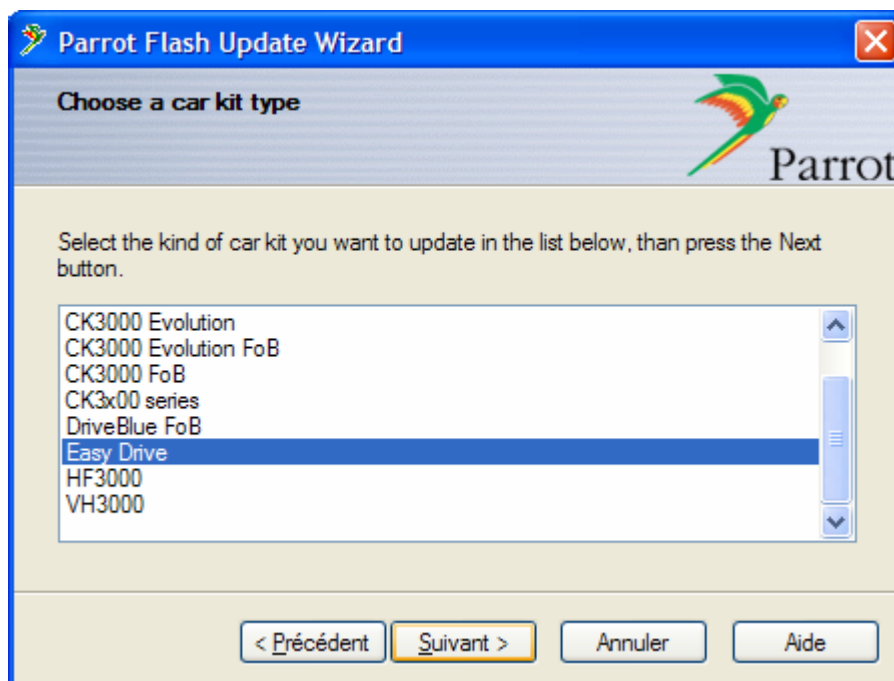 Parrot Flash Update Wizard
Choose a car kit type
Parrot
Select the kind of car kit you want to update in the list below, than press the Next
button.
CK3000 Evolution
CK3000 Evolution FoB
CK3000 FoB
CK3x00 series
DriveBlue FoB
Easy Drive
HF3000
VH3000
< Précédent
Suivant >
Annuler
Aide